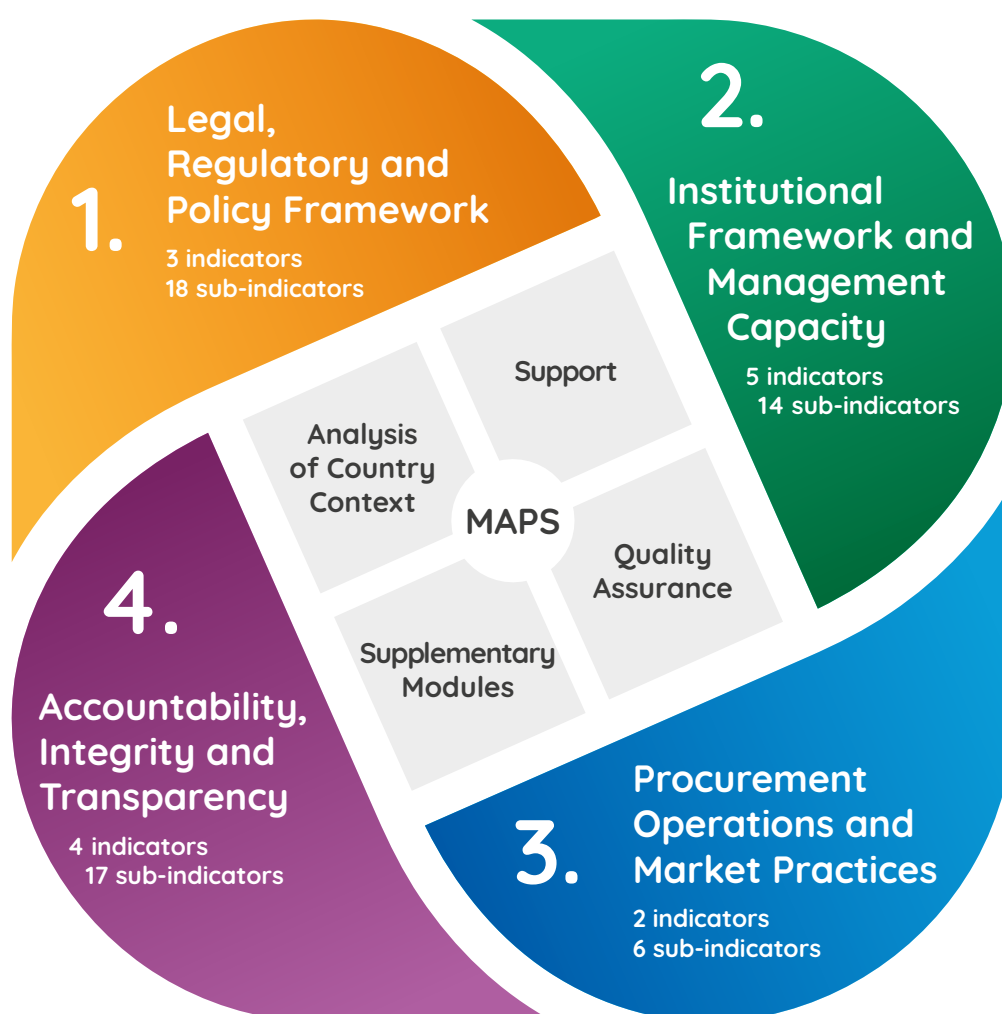 1.
Legal,
Regulatory and
Policy Framework
3 indicators
18 sub-indicators
2.
Institutional
Framework and
Management
Capacity
5 indicators
14 sub-indicators
Support
Analysis
of Country
Context
MAPS
Quality
Assurance
Supplementary
Modules
4.
Accountability,
Integrity and
Transparency
4 indicators
17 sub-indicators
3.
Procurement
Operations and
Market Practices
2 indicators
6 sub-indicators